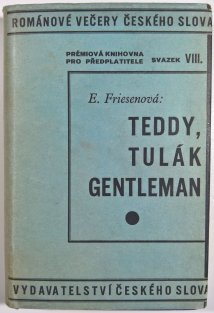 ROMÁNOVÉ VEČERY ČESKÉHO SLOVA
PRÉMIOVÁ KNIHOVNA
PRO PŘEDPLATITELE SVAZEK VIII.
E. Friesenová:
TEDDY,
TULÁK
GENTLEMAN
VYDAVATELSTVÍ ČESKÉHO SLOVA